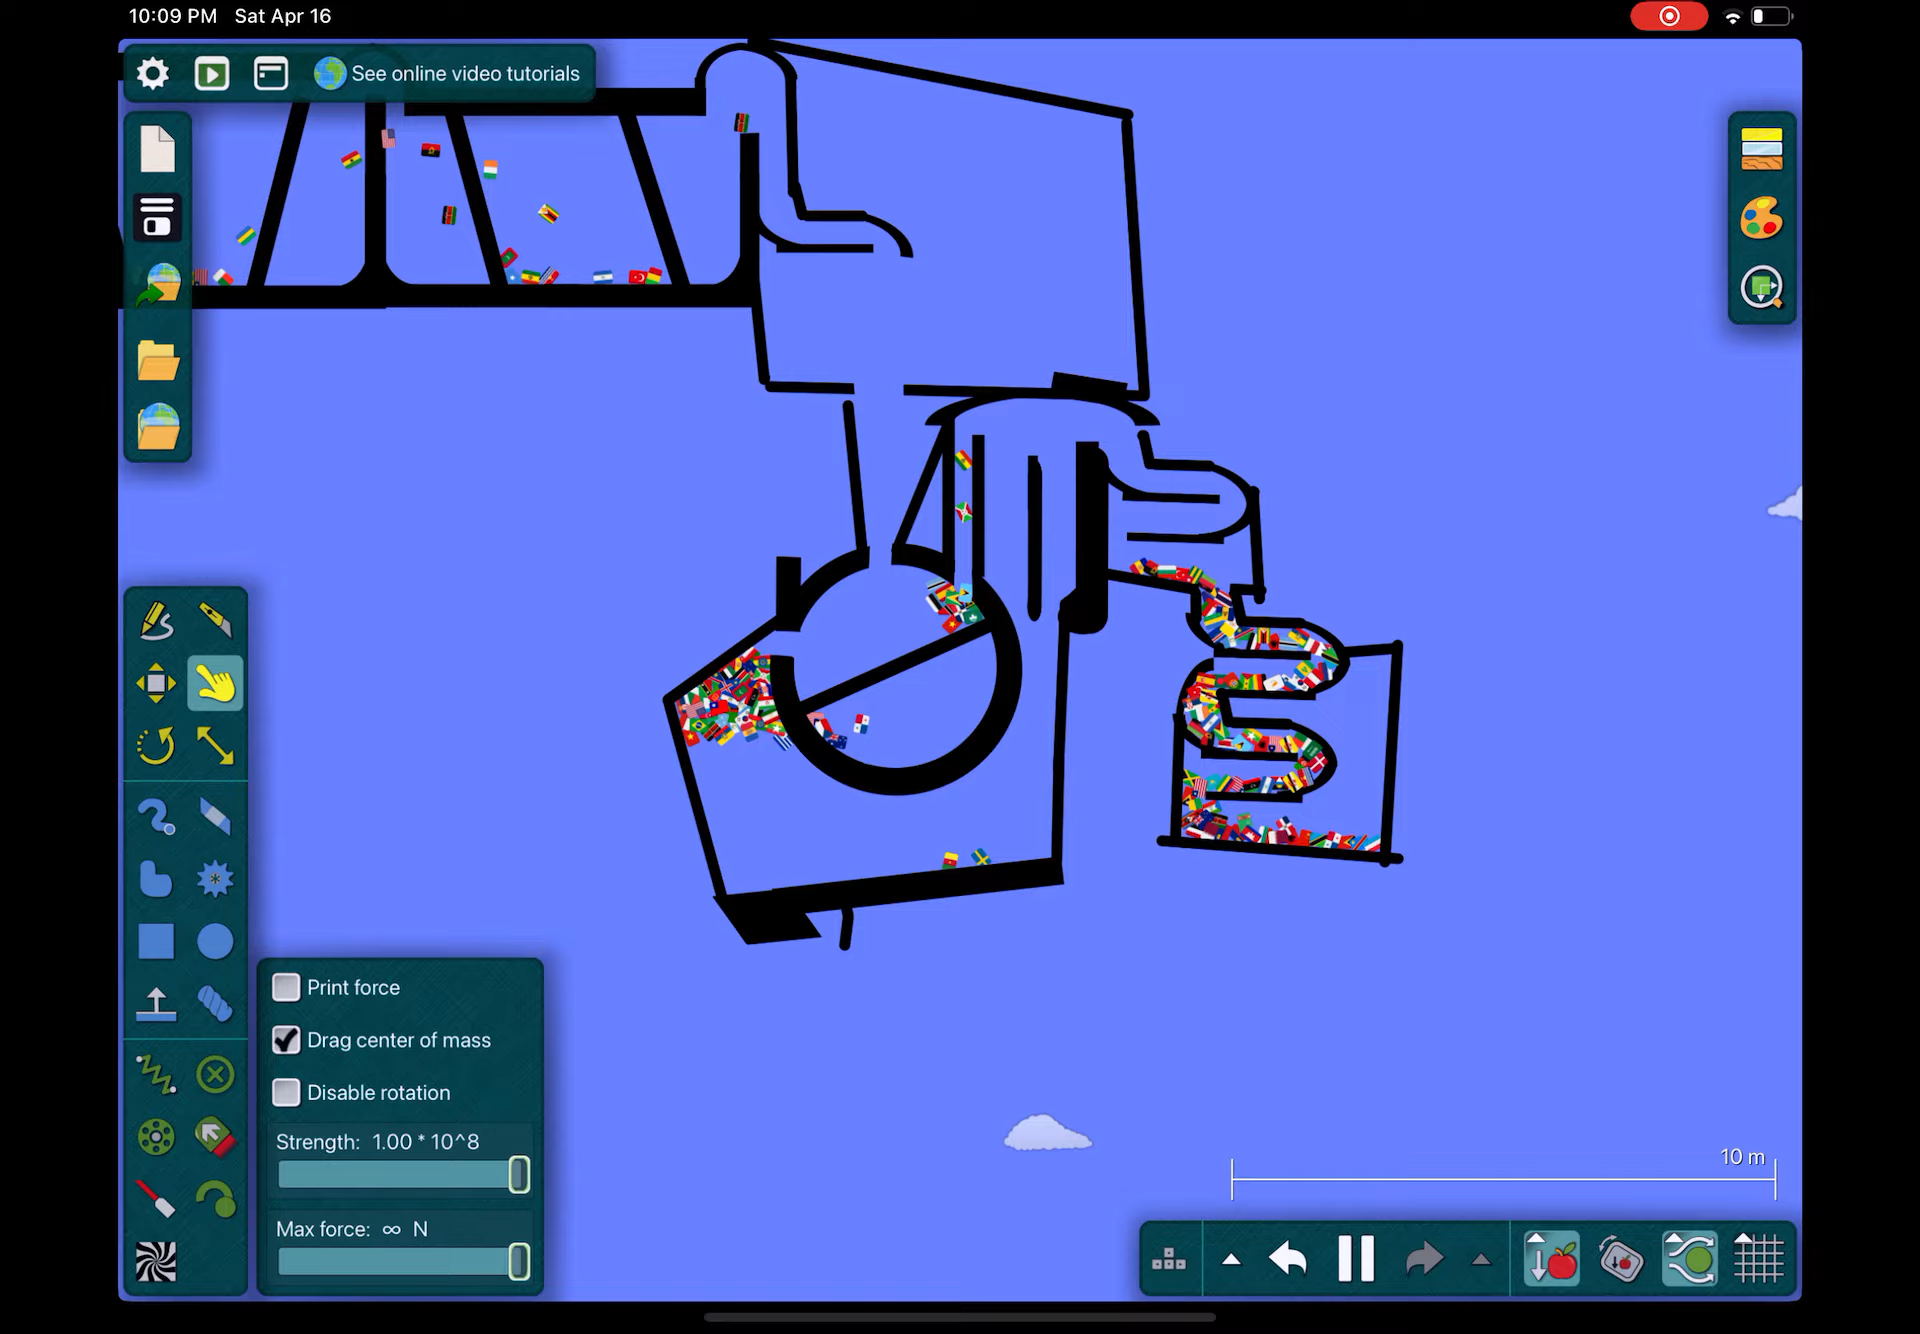 10:09 PM Sat Apr 16
See online video tutorials
Print force
Drag center of mass
Disable rotation
Strength: 1.00 * 10^8
Max force: ∞ N
10 m